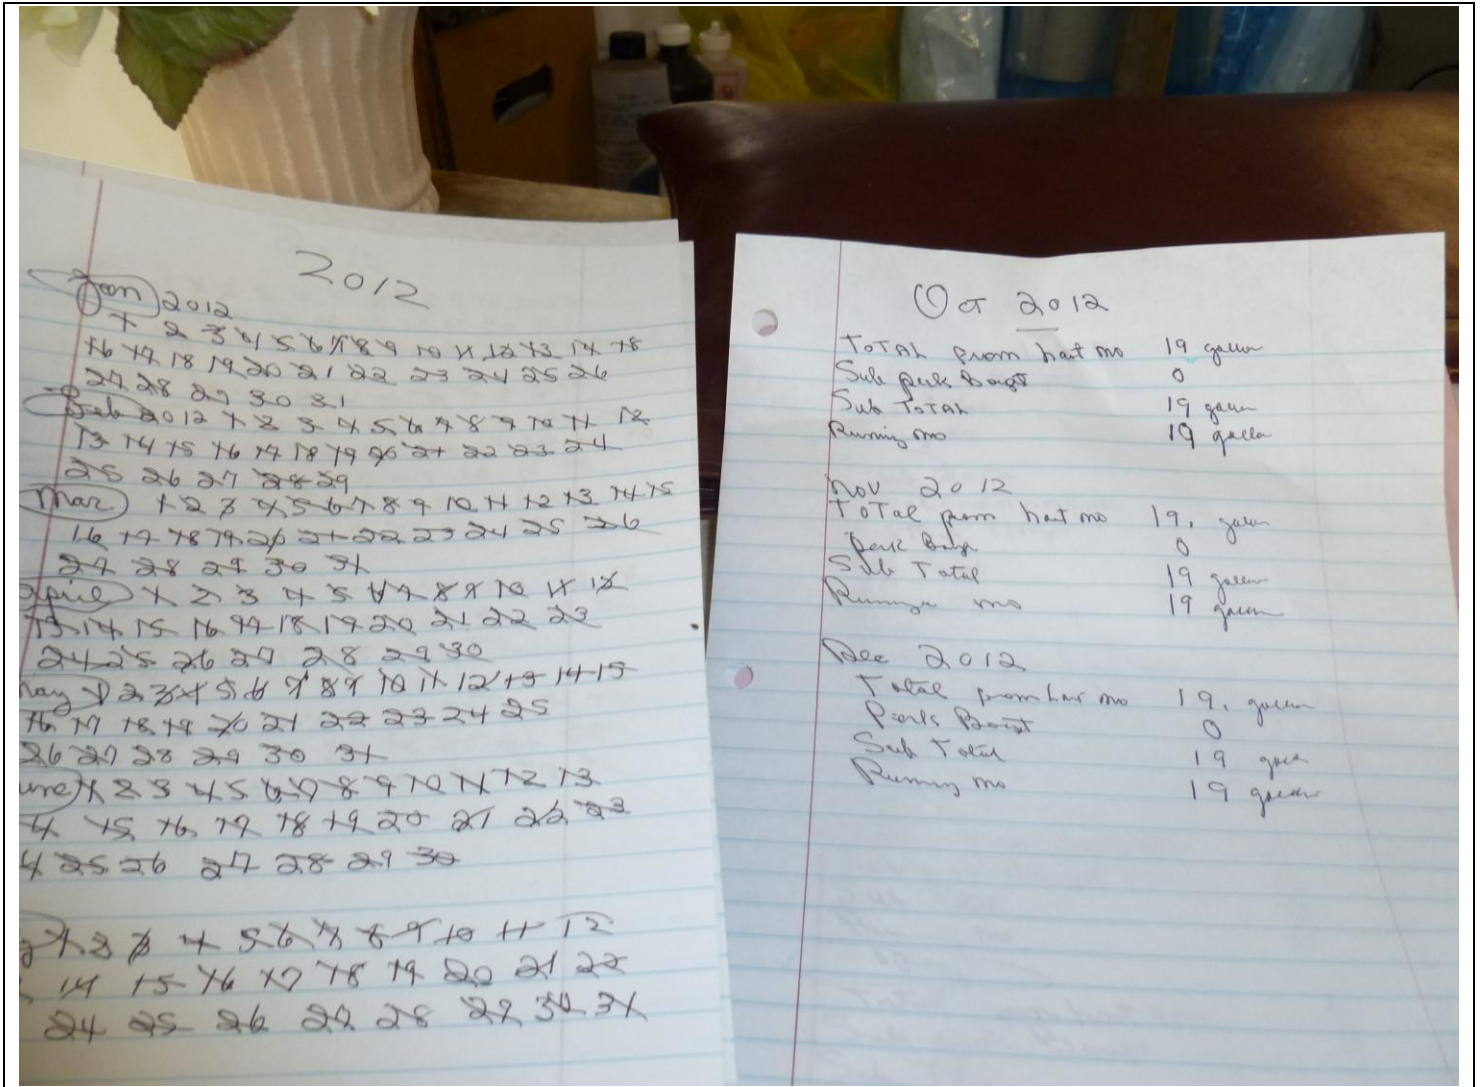 2012
Jan 2012
1 2 3 4 5 6 7 8 9 10 11 12 13 14 15
16 17 18 19 20 21 22 23 24 25 26
27 28 29 30 31
Feb 2012 1 2 3 4 5 6 7 8 9 10 11 12
13 14 15 16 17 18 19 20 21 22 23 24
25 26 27 28 29
Mar 1 2 3 4 5 6 7 8 9 10 11 12 13 14 15
16 17 18 19 20 21 22 23 24 25 26
27 28 29 30 31
April 1 2 3 4 5 6 7 8 9 10 11 12
13 14 15 16 17 18 19 20 21 22 23
24 25 26 27 28 29 30
May 1 2 3 4 5 6 7 8 9 10 11 12 13 14 15
16 17 18 19 20 21 22 23 24 25
26 27 28 29 30 31
une 1 2 3 4 5 6 7 8 9 10 11 12 13
4 15 16 17 18 19 20 21 22 23
4 25 26 27 28 29 30
1 2 3 4 5 6 7 8 9 10 11 12
14 15 16 17 18 19 20 21 22
24 25 26 27 28 29 30 31
Oct 2012
Total from last mo 19 gallon
Sub 0
Sub Total 19 gallon
Running mo 19 gallon
Nov 2012
Total from last mo 19. gallon
0
Sub Total 19 gallon
Running mo 19 gallon
Dec 2012
Total from last mo 19. gallon
0
Sub Total 19 gallon
Running mo 19 gallon